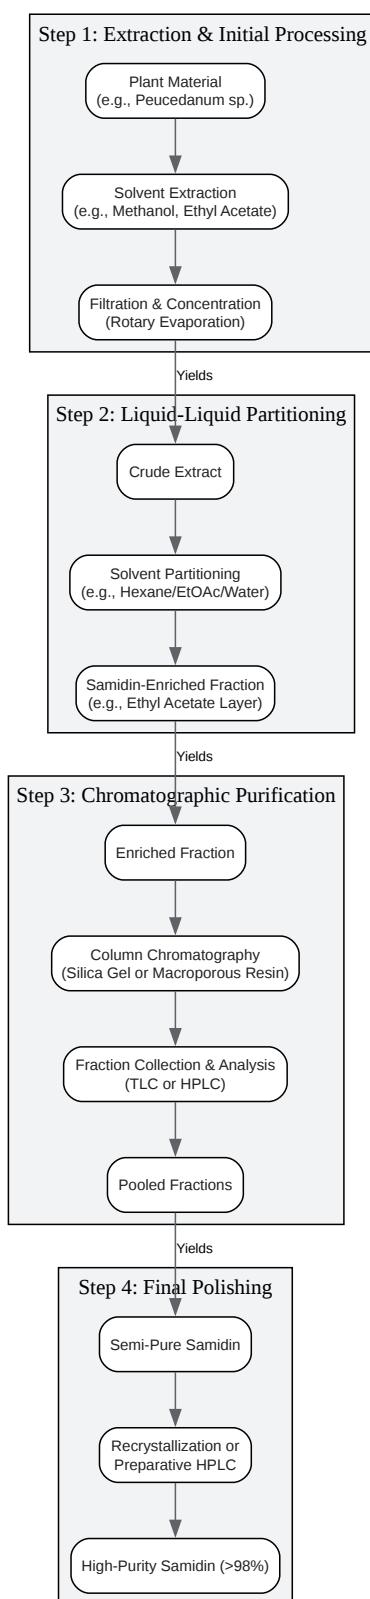 Step 1: Extraction & Initial Processing
Plant Material
(e.g., Peucedanum sp.)
Solvent Extraction
(e.g., Methanol, Ethyl Acetate)
Filtration & Concentration
(Rotary Evaporation)
Yields
Step 2: Liquid-Liquid Partitioning
Crude Extract
Solvent Partitioning
(e.g., Hexane/EtOAc/Water)
Samidin-Enriched Fraction
(e.g., Ethyl Acetate Layer)
Yields
Step 3: Chromatographic Purification
Enriched Fraction
Column Chromatography
(Silica Gel or Macroporous Resin)
Fraction Collection & Analysis
(TLC or HPLC)
Pooled Fractions
Yields
Step 4: Final Polishing
Semi-Pure Samidin
Recrystallization or
Preparative HPLC
High-Purity Samidin (>98%)